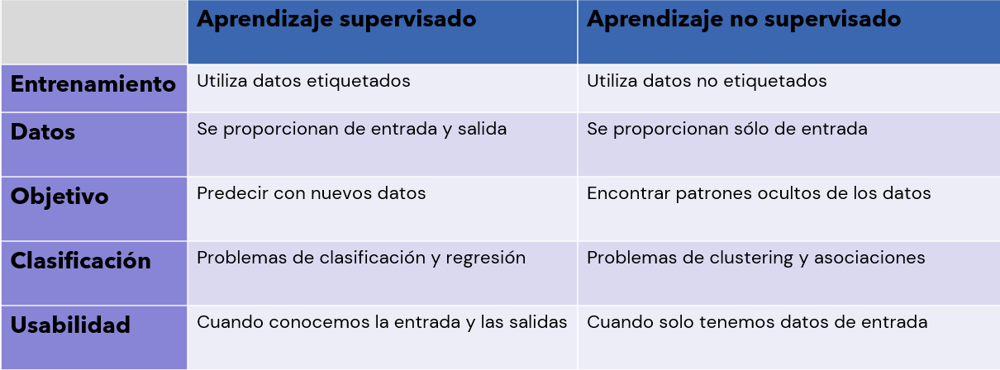 Aprendizaje supervisado
Aprendizaje no supervisado
Entrenamiento
Utiliza datos etiquetados
Utiliza datos no etiquetados
Datos
Se proporcionan de entrada y salida
Se proporcionan sólo de entrada
Objetivo
Predecir con nuevos datos
Encontrar patrones ocultos de los datos
Clasificación
Problemas de clasificación y regresión
Problemas de clustering y asociaciones
Usabilidad
Cuando conocemos la entrada y las salidas
Cuando solo tenemos datos de entrada